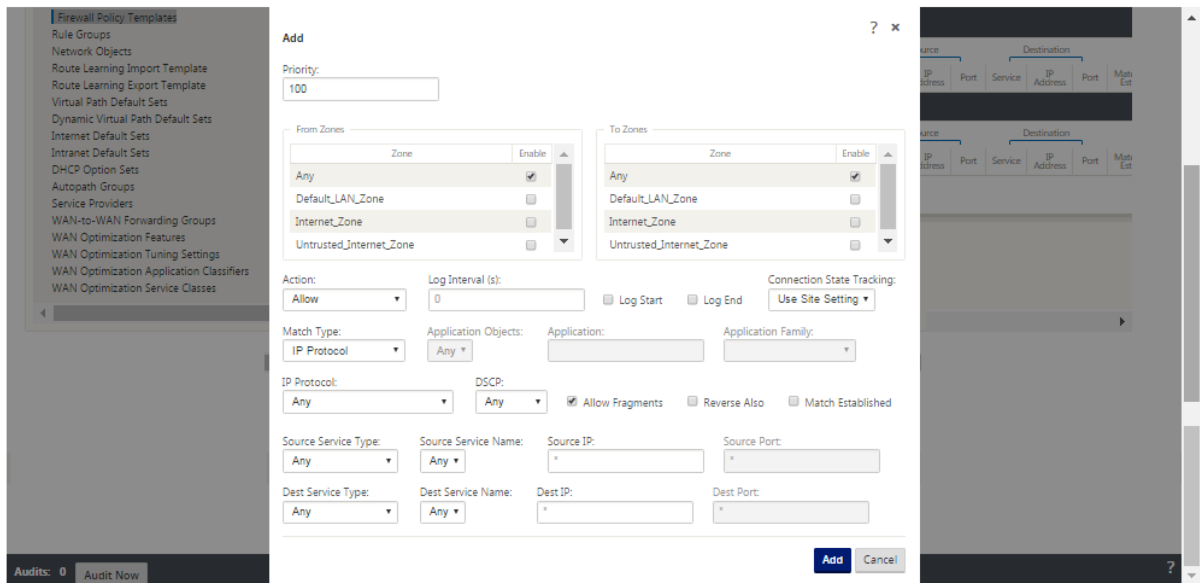 Firewall Policy Templates
Rule Groups
Network Objects
Route Learning Import Template
Route Learning Export Template
Virtual Path Default Sets
Dynamic Virtual Path Default Sets
Internet Default Sets
Intranet Default Sets
DHCP Option Sets
Autopath Groups
Service Providers
WAN-to-WAN Forwarding Groups
WAN Optimization Features
WAN Optimization Tuning Settings
WAN Optimization Application Classifiers
WAN Optimization Service Classes
Add ? ×
Priority:
100
From Zones
Zone Enable
Any
Default_LAN_Zone
Internet_Zone
Untrusted_Internet_Zone
To Zones
Zone Enable
Any
Default_LAN_Zone
Internet_Zone
Untrusted_Internet_Zone
Action: Log Interval (s): Connection State Tracking:
Allow 0 Log Start Log End Use Site Setting
Match Type: Application Objects: Application: Application Family:
IP Protocol Any
IP Protocol: DSCP:
Any Any Allow Fragments Reverse Also Match Established
Source Service Type: Source Service Name: Source IP: Source Port:
Any Any * *
Dest Service Type: Dest Service Name: Dest IP: Dest Port:
Any Any * *
Add Cancel
urce Destination
IP Port Service IP Port
ddress Address Est
urce Destination
IP Port Service IP Port
ddress Address Est
Audits: 0 Audit Now ?